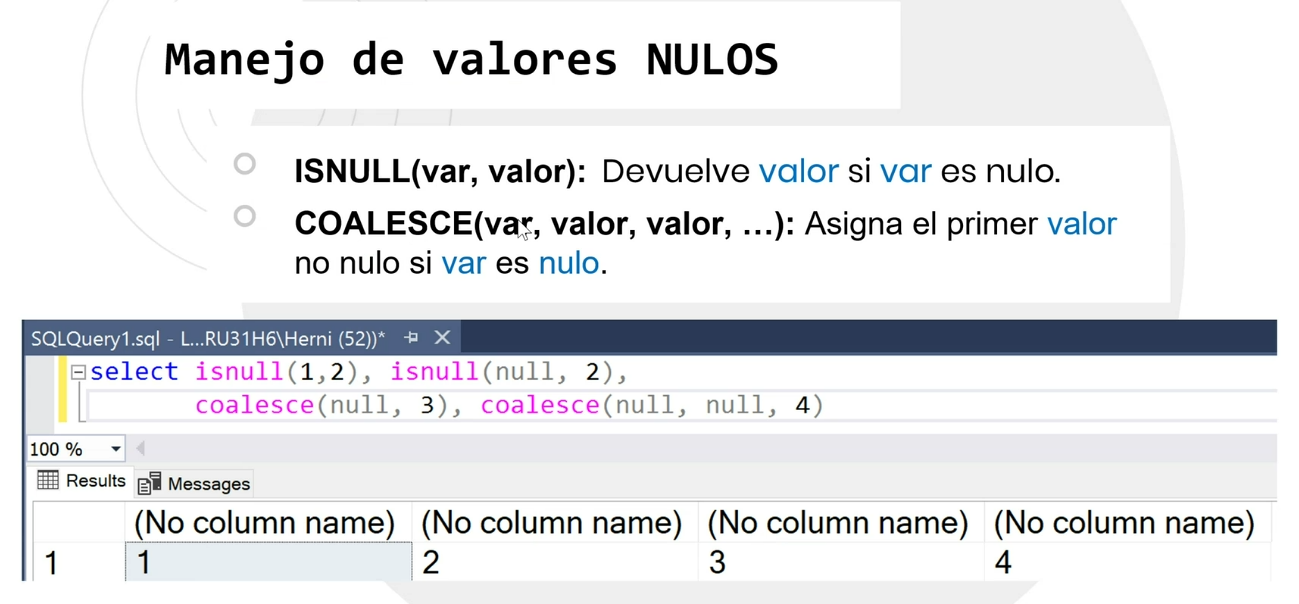 Manejo de valores NULOS
ISNULL(var, valor): Devuelve valor si var es nulo.
COALESCE(var, valor, valor, ...): Asigna el primer valor
no nulo si var es nulo.
SQLQuery1.sql - L...RU31H6\Herni (52))*
select isnull(1,2), isnull(null, 2),
coalesce(null, 3), coalesce(null, null, 4)
100 %
Results Messages
(No column name) (No column name) (No column name) (No column name)
1 1 2 3 4